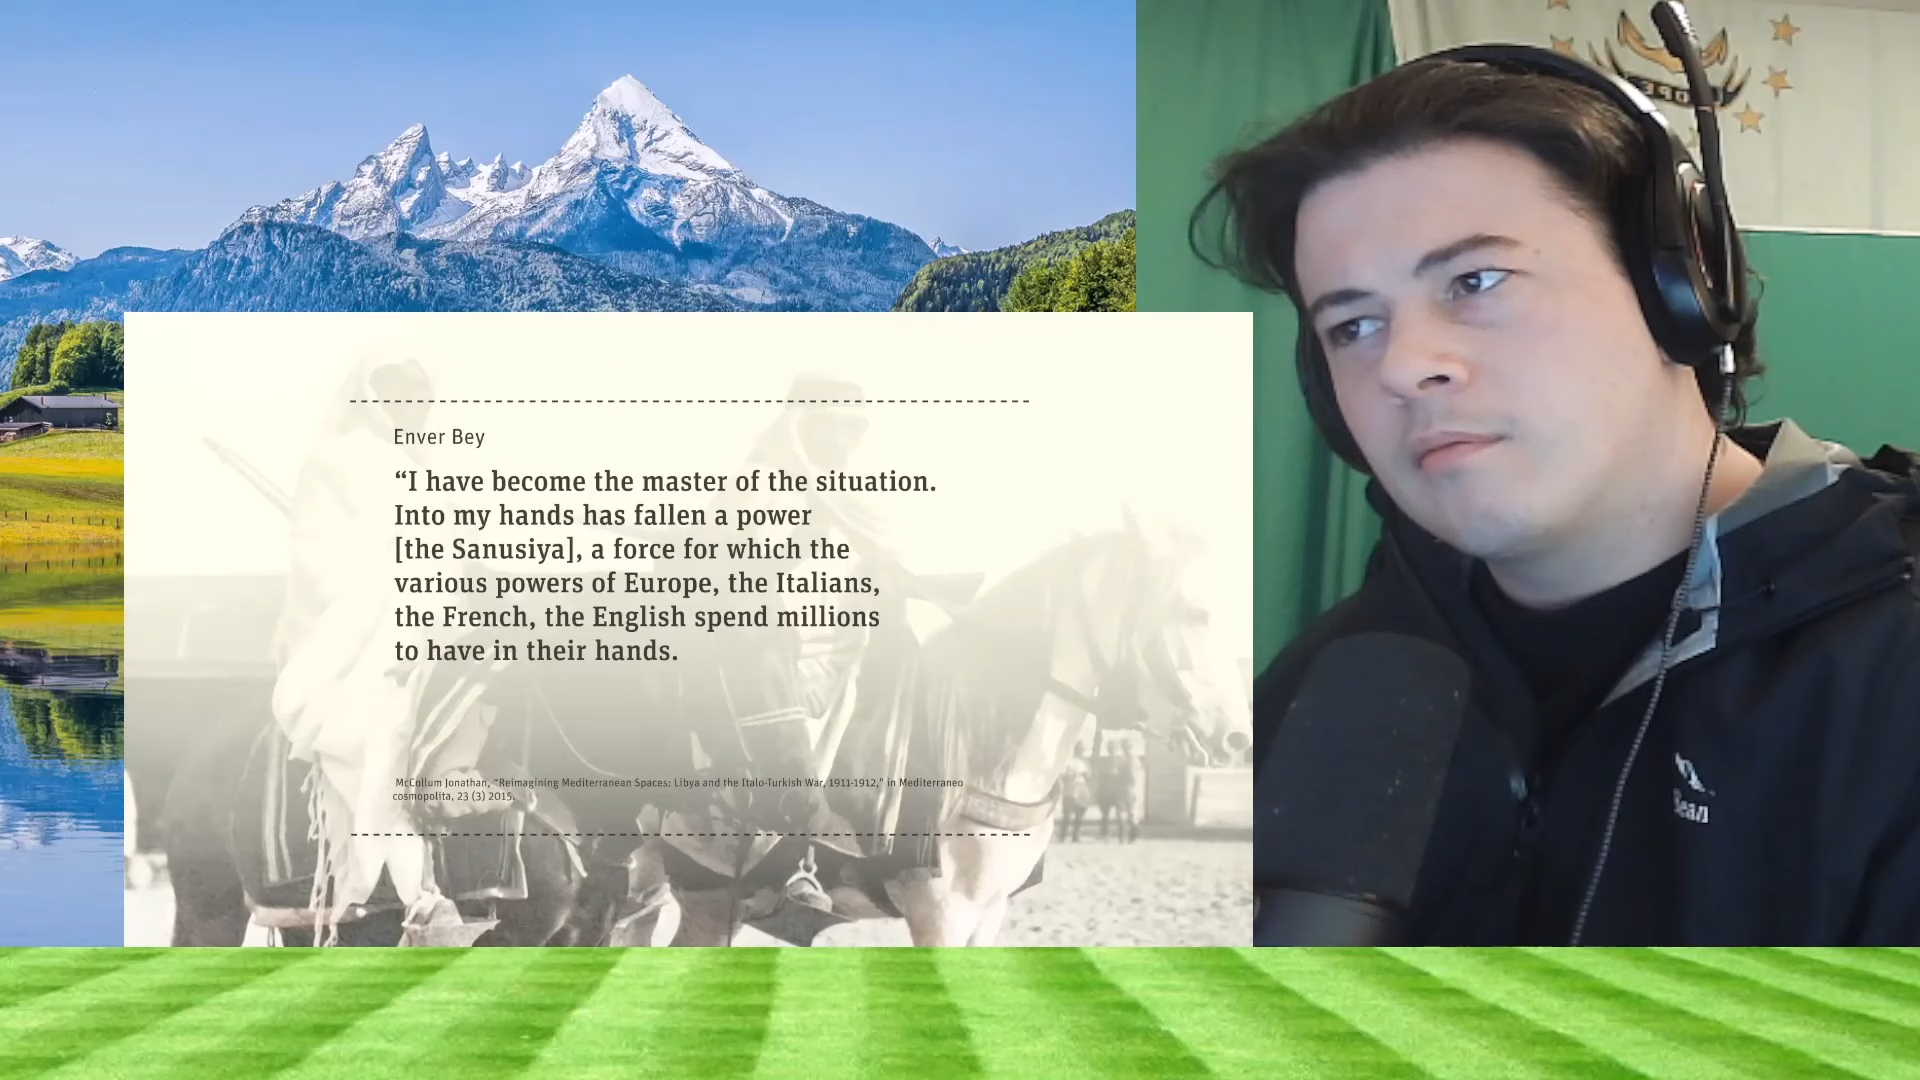 Enver Bey
“I have become the master of the situation.
Into my hands has fallen a power
[the Sanusiya], a force for which the
various powers of Europe, the Italians,
the French, the English spend millions
to have in their hands.
McCollum Jonathan, “Reimagining Mediterranean Spaces: Libya and the Italo-Turkish War, 1911-1912,” in Mediterraneo
cosmopolita, 23 (3) 2015.